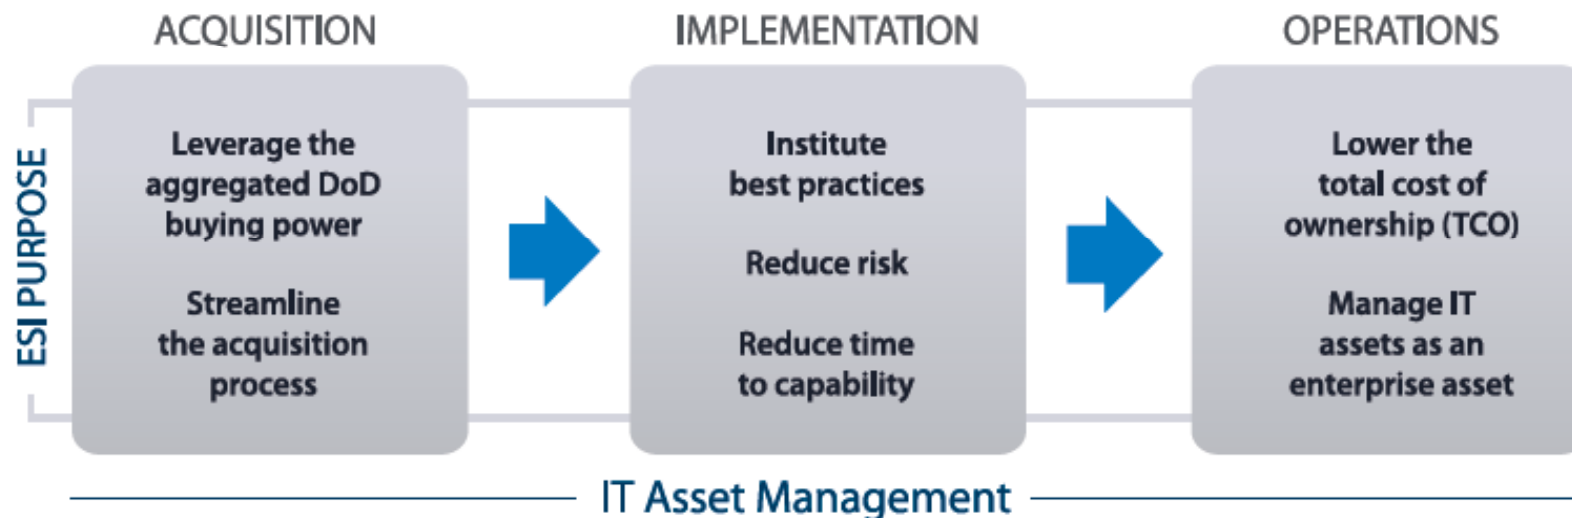 ACQUISITION
IMPLEMENTATION
OPERATIONS
ESI PURPOSE
Leverage the
aggregated DoD
buying power
Streamline
the acquisition
process
Institute
best practices
Reduce risk
Reduce time
to capability
Lower the
total cost of
ownership (TCO)
Manage IT
assets as an
enterprise asset
IT Asset Management